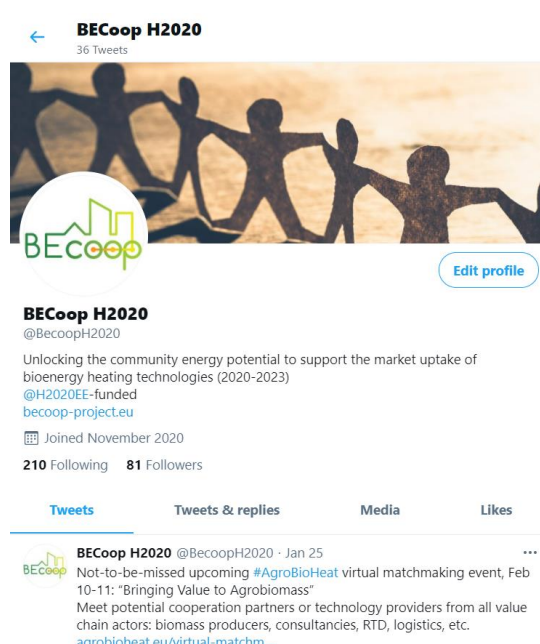 BECoop H2020
36 Tweets
BECoop
Edit profile
BECoop H2020
@BecoopH2020
Unlocking the community energy potential to support the market uptake of
bioenergy heating technologies (2020-2023)
@H2020EE-funded
becoop-project.eu
Joined November 2020
210 Following 81 Followers
Tweets Tweets & replies Media Likes
BECoop
BECoop H2020 @BecoopH2020 · Jan 25
Not-to-be-missed upcoming #AgroBioHeat virtual matchmaking event, Feb
10-11: “Bringing Value to Agrobiomass”
Meet potential cooperation partners or technology providers from all value
chain actors: biomass producers, consultancies, RTD, logistics, etc.
agrobioheat.eu/virtual-matchm